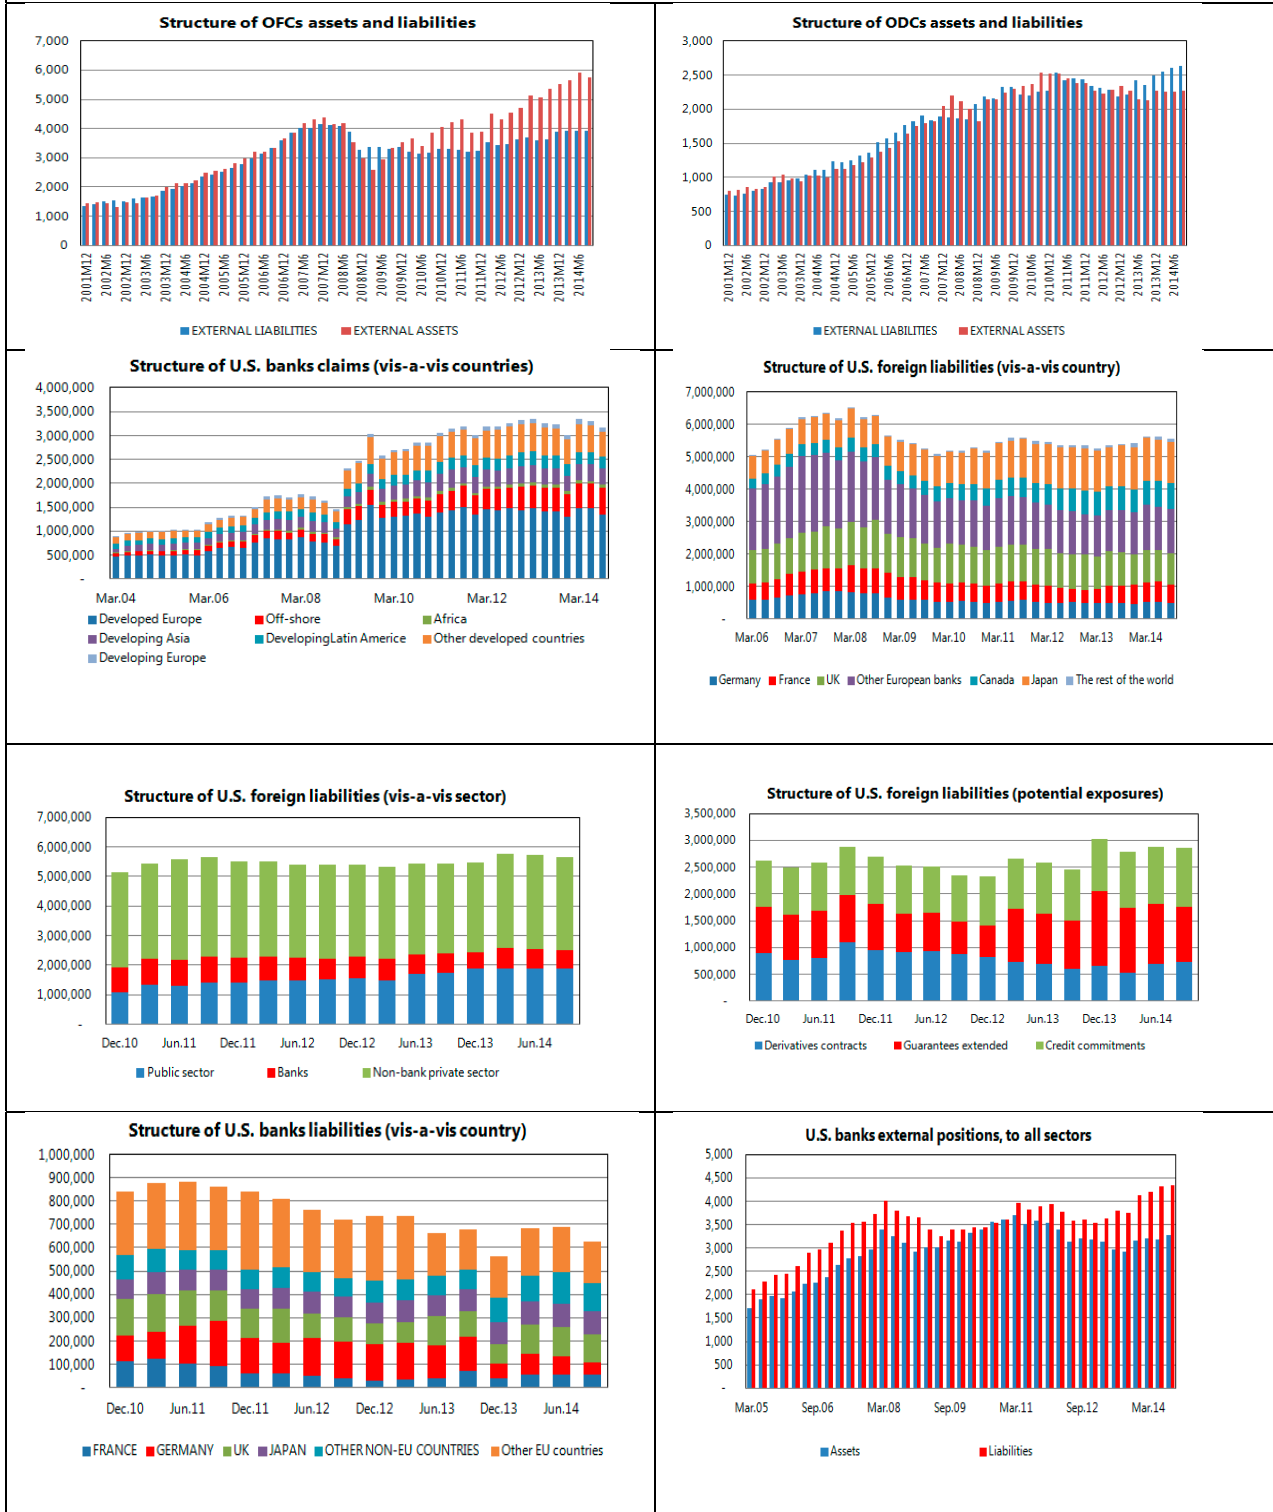 Structure of OFCs assets and liabilities
7,000
6,000
5,000
4,000
3,000
2,000
1,000
0
2001M12
2002M6
2002M12
2003M6
2003M12
2004M6
2004M12
2005M6
2005M12
2006M6
2006M12
2007M6
2007M12
2008M6
2008M12
2009M6
2009M12
2010M6
2010M12
2011M6
2011M12
2012M6
2012M12
2013M6
2013M12
2014M6
EXTERNAL LIABILITIES EXTERNAL ASSETS
Structure of ODCs assets and liabilities
3,000
2,500
2,000
1,500
1,000
500
0
2001M12
2002M6
2002M12
2003M6
2003M12
2004M6
2004M12
2005M6
2005M12
2006M6
2006M12
2007M6
2007M12
2008M6
2008M12
2009M6
2009M12
2010M6
2010M12
2011M6
2011M12
2012M6
2012M12
2013M6
2013M12
2014M6
EXTERNAL LIABILITIES EXTERNAL ASSETS
Structure of U.S. banks claims (vis-a-vis countries)
4,000,000
3,500,000
3,000,000
2,500,000
2,000,000
1,500,000
1,000,000
500,000
-
Mar.04 Mar.06 Mar.08 Mar.10 Mar.12 Mar.14
Developed Europe Off-shore Africa
Developing Asia DevelopingLatin Americe Other developed countries
Developing Europe
Structure of U.S. foreign liabilities (vis-a-vis country)
7,000,000
6,000,000
5,000,000
4,000,000
3,000,000
2,000,000
1,000,000
-
Mar.06 Mar.07 Mar.08 Mar.09 Mar.10 Mar.11 Mar.12 Mar.13 Mar.14
Germany France UK Other European banks Canada Japan The rest of the world
Structure of U.S. foreign liabilities (vis-a-vis sector)
7,000,000
6,000,000
5,000,000
4,000,000
3,000,000
2,000,000
1,000,000
-
Dec.10 Jun.11 Dec.11 Jun.12 Dec.12 Jun.13 Dec.13 Jun.14
Public sector Banks Non-bank private sector
Structure of U.S. foreign liabilities (potential exposures)
3,500,000
3,000,000
2,500,000
2,000,000
1,500,000
1,000,000
500,000
-
Dec.10 Jun.11 Dec.11 Jun.12 Dec.12 Jun.13 Dec.13 Jun.14
Derivatives contracts Guarantees extended Credit commitments
Structure of U.S. banks liabilities (vis-a-vis country)
1,000,000
900,000
800,000
700,000
600,000
500,000
400,000
300,000
200,000
100,000
-
Dec.10 Jun.11 Dec.11 Jun.12 Dec.12 Jun.13 Dec.13 Jun.14
FRANCE GERMANY UK JAPAN OTHER NON-EU COUNTRIES Other EU countries
U.S. banks external positions, to all sectors
5,000
4,500
4,000
3,500
3,000
2,500
2,000
1,500
1,000
500
-
Mar.05 Sep.06 Mar.08 Sep.09 Mar.11 Sep.12 Mar.14
Assets Liabilities